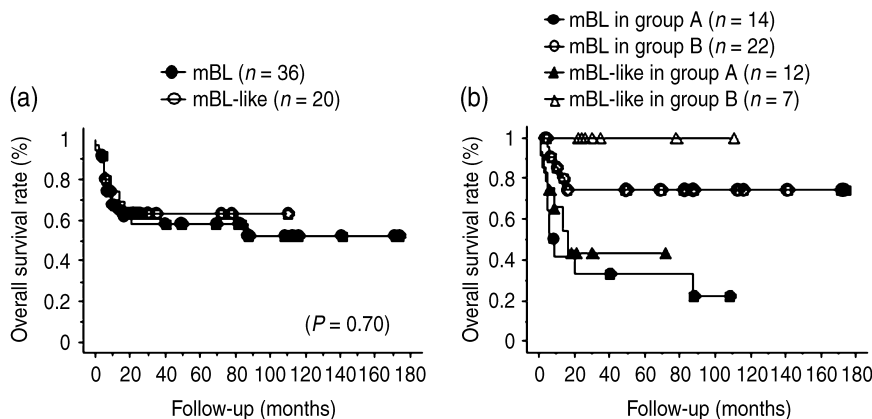 (a)
mBL (n = 36)
mBL-like (n = 20)
Overall survival rate (%)
1
0.8
0.6
0.4
0.2
0
(P = 0.70)
0 20 40 60 80 100 120 140 160 180
Follow-up (months)
(b)
mBL in group A (n = 14)
mBL in group B (n = 22)
mBL-like in group A (n = 12)
mBL-like in group B (n = 7)
Overall survival rate (%)
1
0.8
0.6
0.4
0.2
0
0 20 40 60 80 100 120 140 160 180
Follow-up (months)